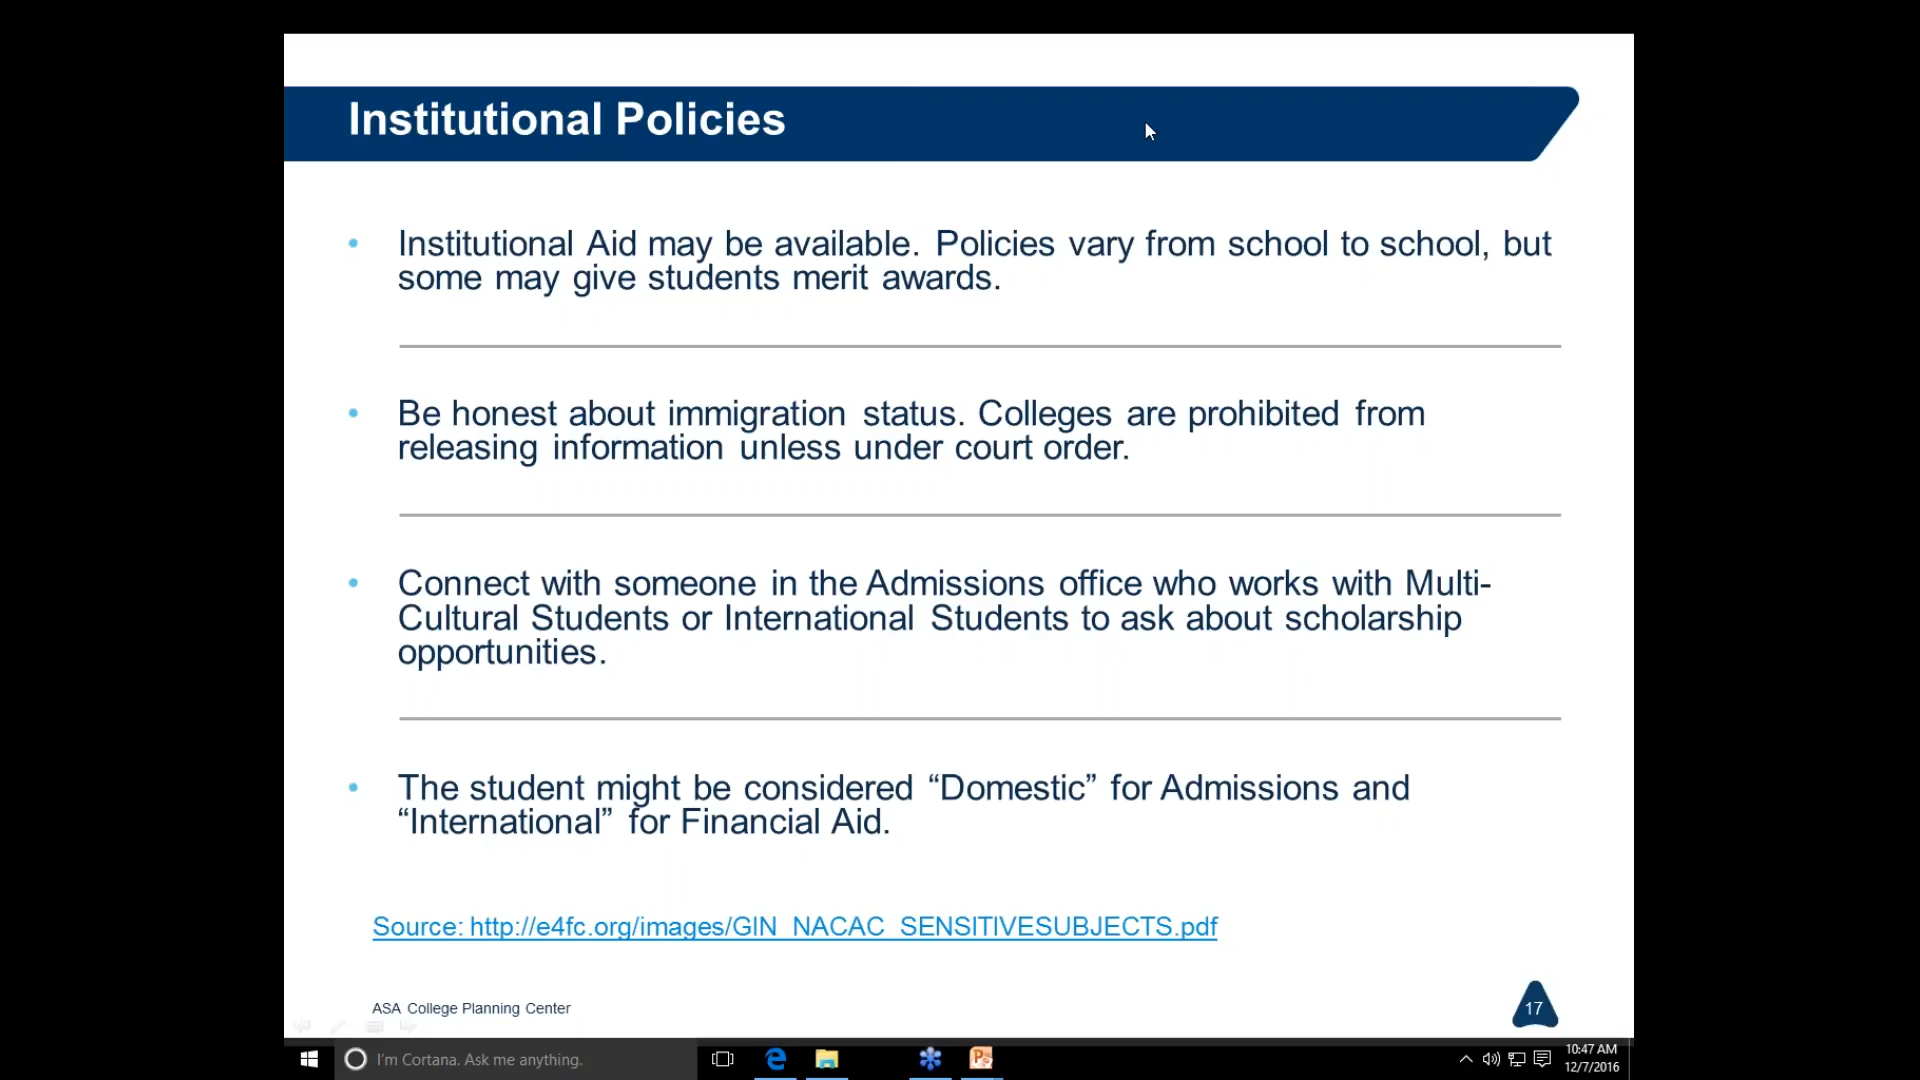 Institutional Policies
• Institutional Aid may be available. Policies vary from school to school, but
some may give students merit awards.
• Be honest about immigration status. Colleges are prohibited from
releasing information unless under court order.
• Connect with someone in the Admissions office who works with Multi-
Cultural Students or International Students to ask about scholarship
opportunities.
• The student might be considered “Domestic” for Admissions and
“International” for Financial Aid.
Source: http://e4fc.org/images/GIN_NACAC_SENSITIVESUBJECTS.pdf
ASA College Planning Center
17
I'm Cortana. Ask me anything.
10:47 AM
12/7/2016